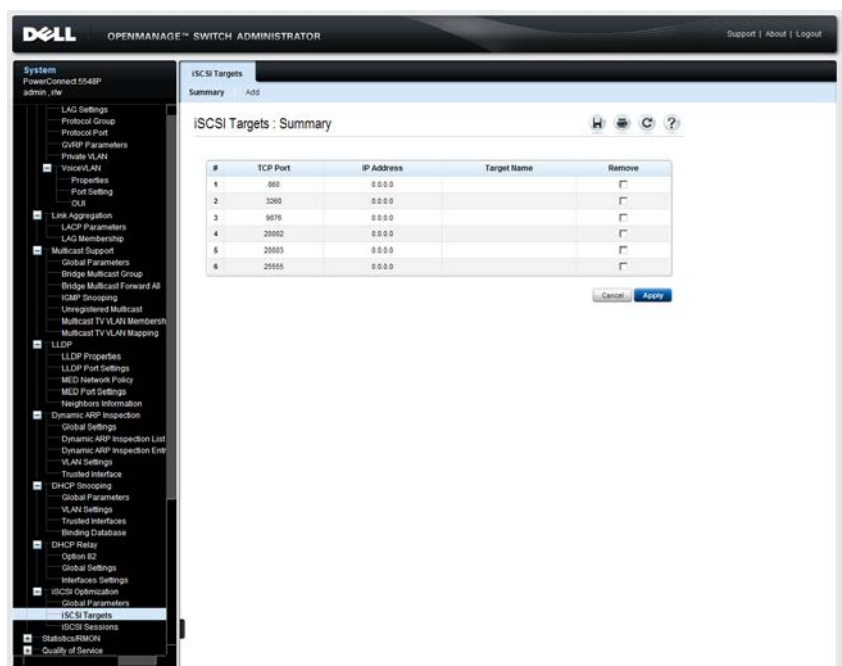 DELL OPENMANAGE™ SWITCH ADMINISTRATOR Support | About | Logout
System
PowerConnect 5548P
admin , r/w
LAG Settings
Protocol Group
Protocol Port
GVRP Parameters
Private VLAN
VoiceVLAN
Properties
Port Setting
OUI
Link Aggregation
LACP Parameters
LAG Membership
Multicast Support
Global Parameters
Bridge Multicast Group
Bridge Multicast Forward All
IGMP Snooping
Unregistered Multicast
Multicast TV VLAN Membersh
Multicast TV VLAN Mapping
LLDP
LLDP Properties
LLDP Port Settings
MED Network Policy
MED Port Settings
Neighbors Information
Dynamic ARP Inspection
Global Settings
Dynamic ARP Inspection List
Dynamic ARP Inspection Entr
VLAN Settings
Trusted Interface
DHCP Snooping
Global Parameters
VLAN Settings
Trusted Interfaces
Binding Database
DHCP Relay
Option 82
Global Settings
Interfaces Settings
iSCSI Optimization
Global Parameters
iSCSI Targets
iSCSI Sessions
Statistics/RMON
Quality of Service
iSCSI Targets
Summary Add
iSCSI Targets : Summary
# TCP Port IP Address Target Name Remove
1 860 0.0.0.0
2 3260 0.0.0.0
3 9876 0.0.0.0
4 20002 0.0.0.0
5 20003 0.0.0.0
6 25555 0.0.0.0
Cancel Apply